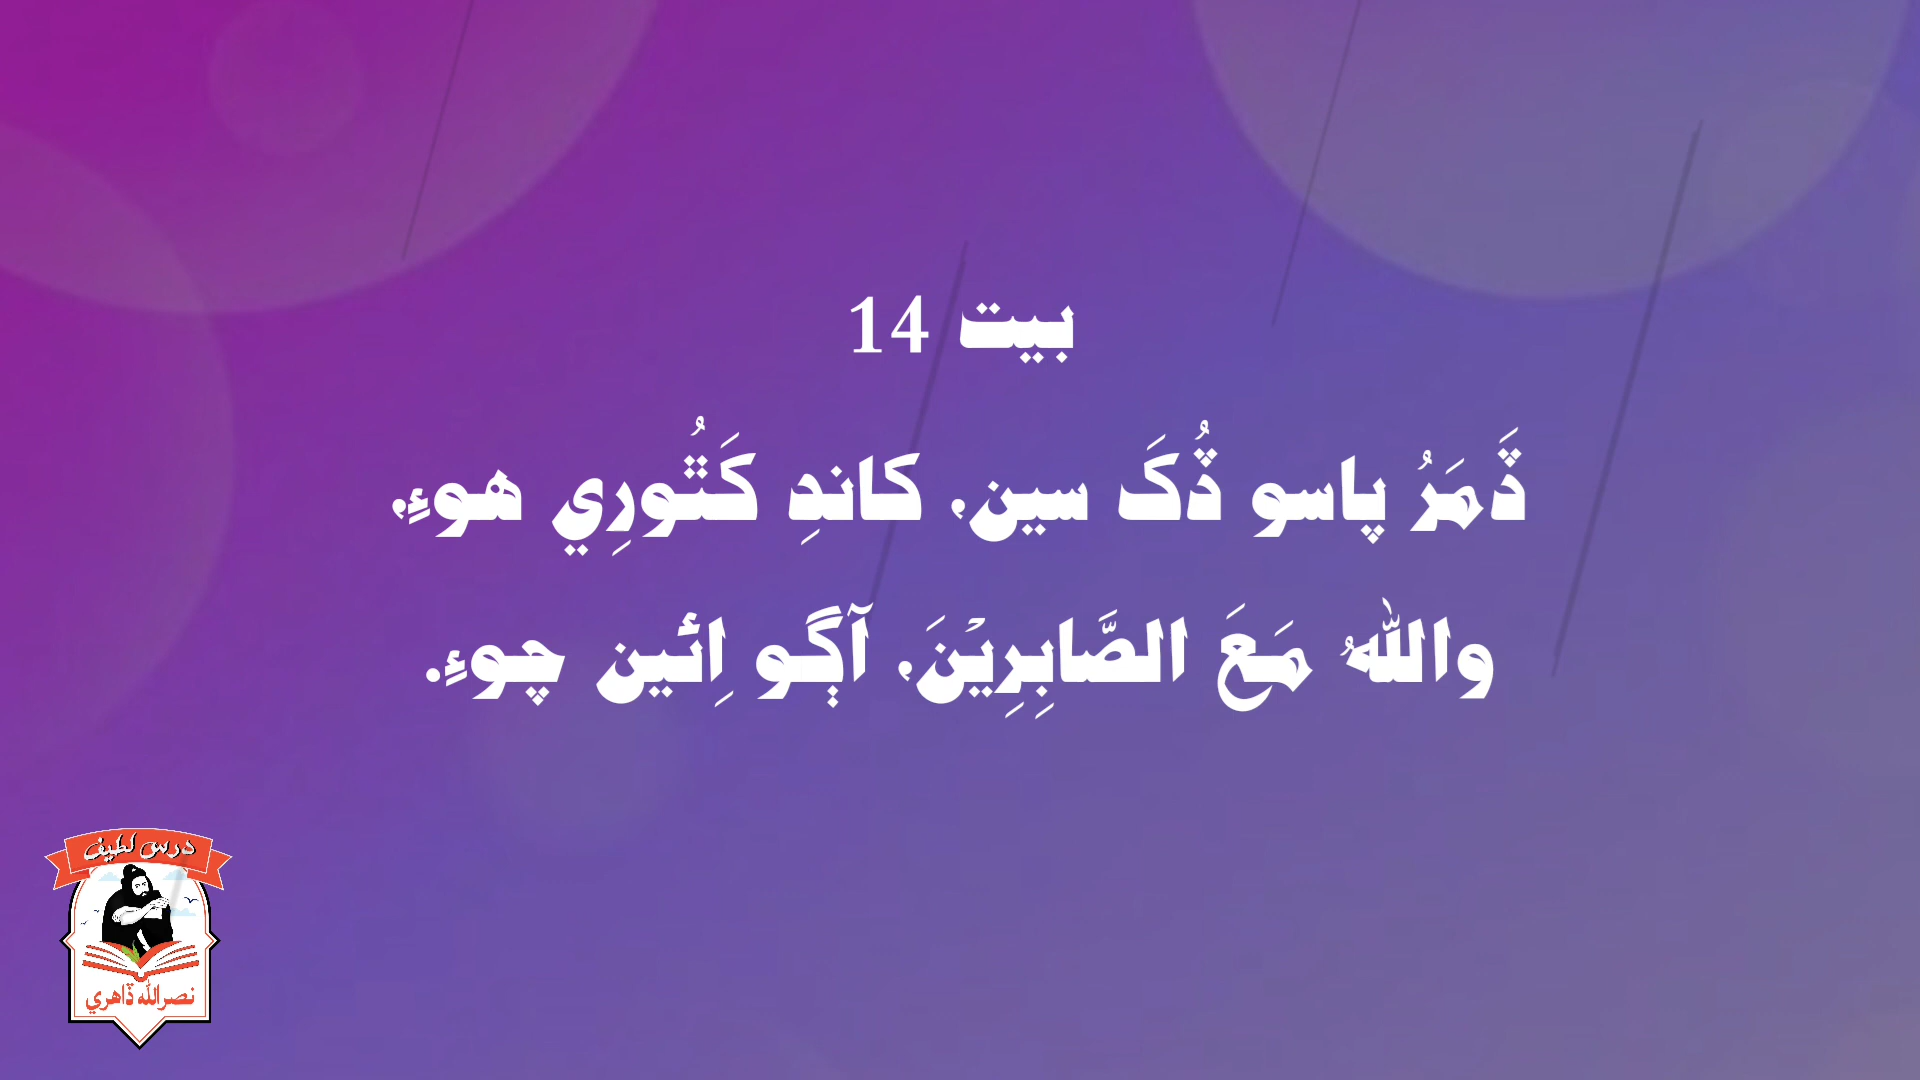 بيت 14
ڏَمَرُ پاسو ڏُکَ سين، کاندِ کَٿُورِي هوءِ،
واللهُ مَعَ الصَّابِرِيْنَ، آڳو اِئين چوءِ.
درس لطيف
نصرالله ڏاهري